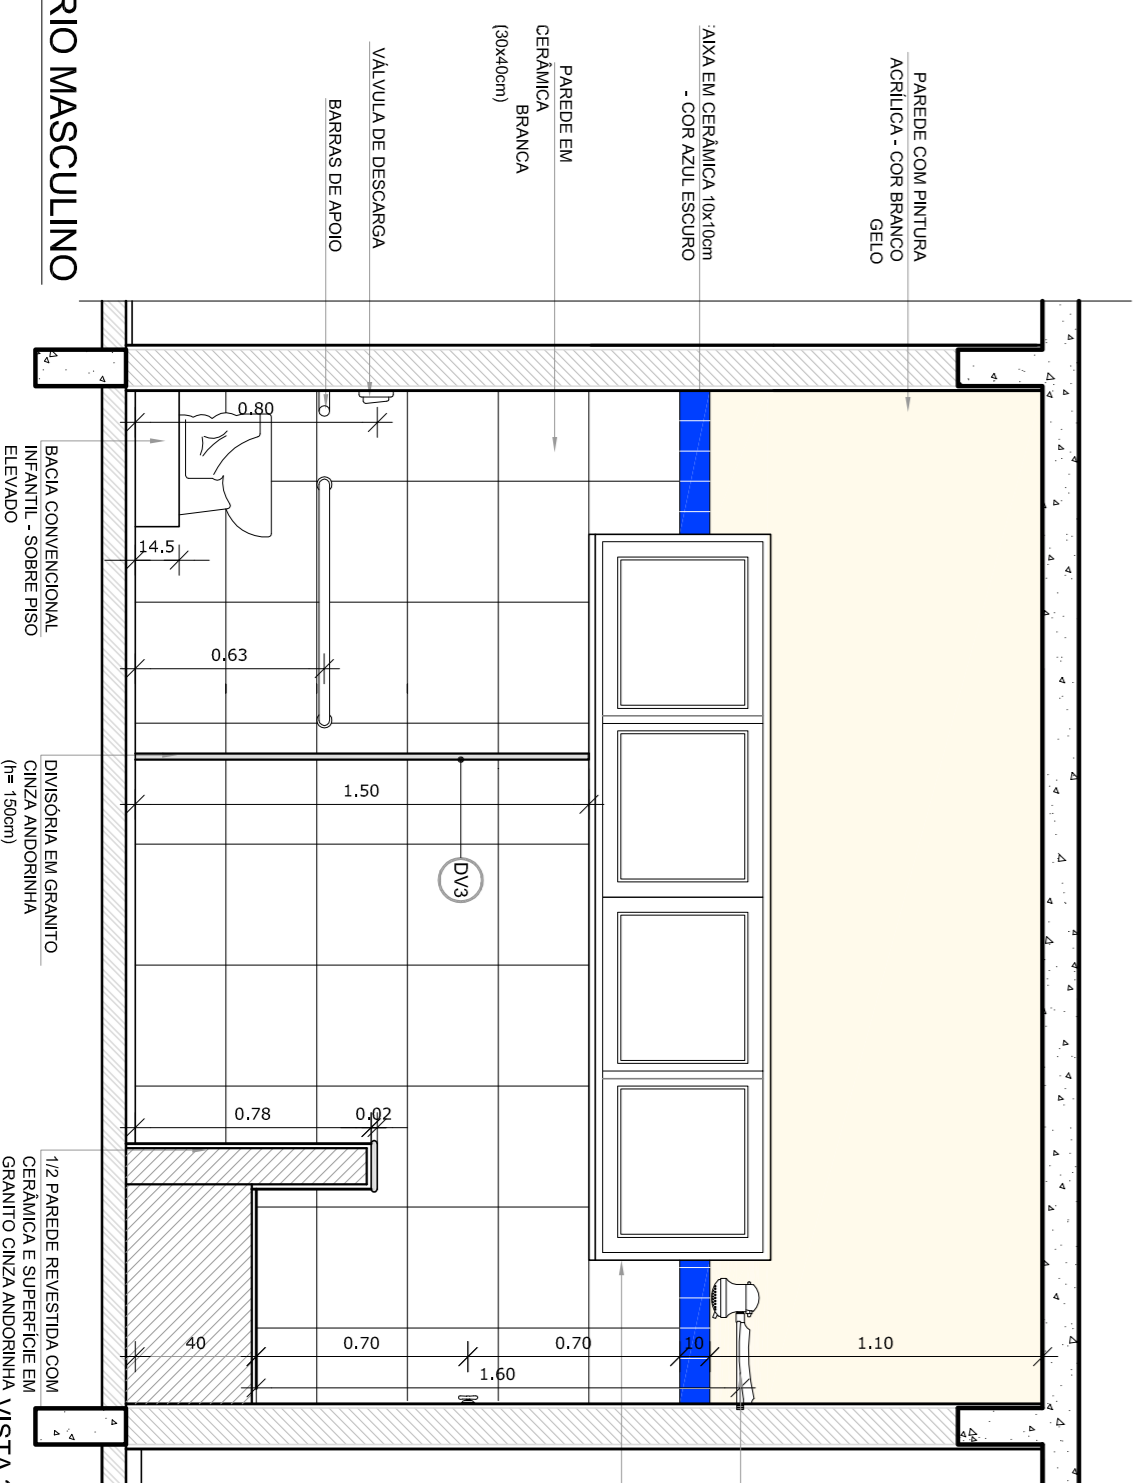 PAREDE COM PINTURA
ACRÍLICA - COR BRANCO
GELO
AIXA EM CERÂMICA 10x10cm
- COR AZUL ESCURO
PAREDE EM
CERÂMICA
BRANCA
(30x40cm)
VÁLVULA DE DESCARGA
BARRAS DE APOIO
RIO MASCULINO
0.80
14.5
0.63
1.50
DV3
0.78
0.02
40
0.70
0.70
10
1.10
1.60
BACIA CONVENCIONAL
INFANTIL - SOBRE PISO
ELEVADO
DIVISÓRIA EM GRANITO
CINZA ANDORINHA
(h= 150cm)
1/2 PAREDE REVESTIDA COM
CERÂMICA E SUPERFÍCIE EM
GRANITO CINZA ANDORINHA
VISTA